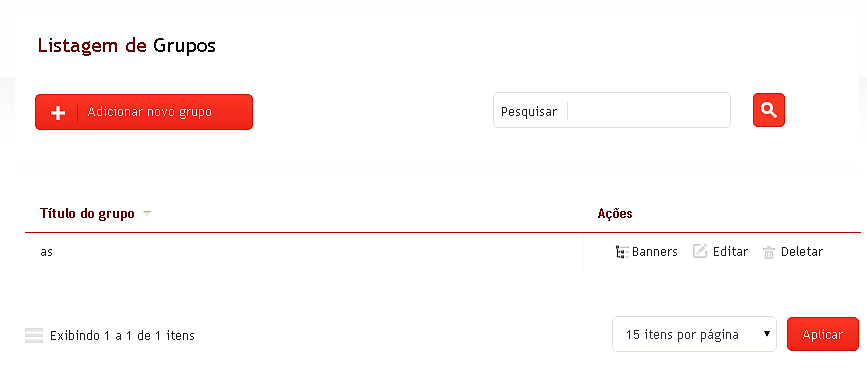 Listagem de Grupos
Adicionar novo grupo
Pesquisar
Título do grupo Ações
as Banners Editar Deletar
Exibindo 1 a 1 de 1 itens 15 itens por página Aplicar